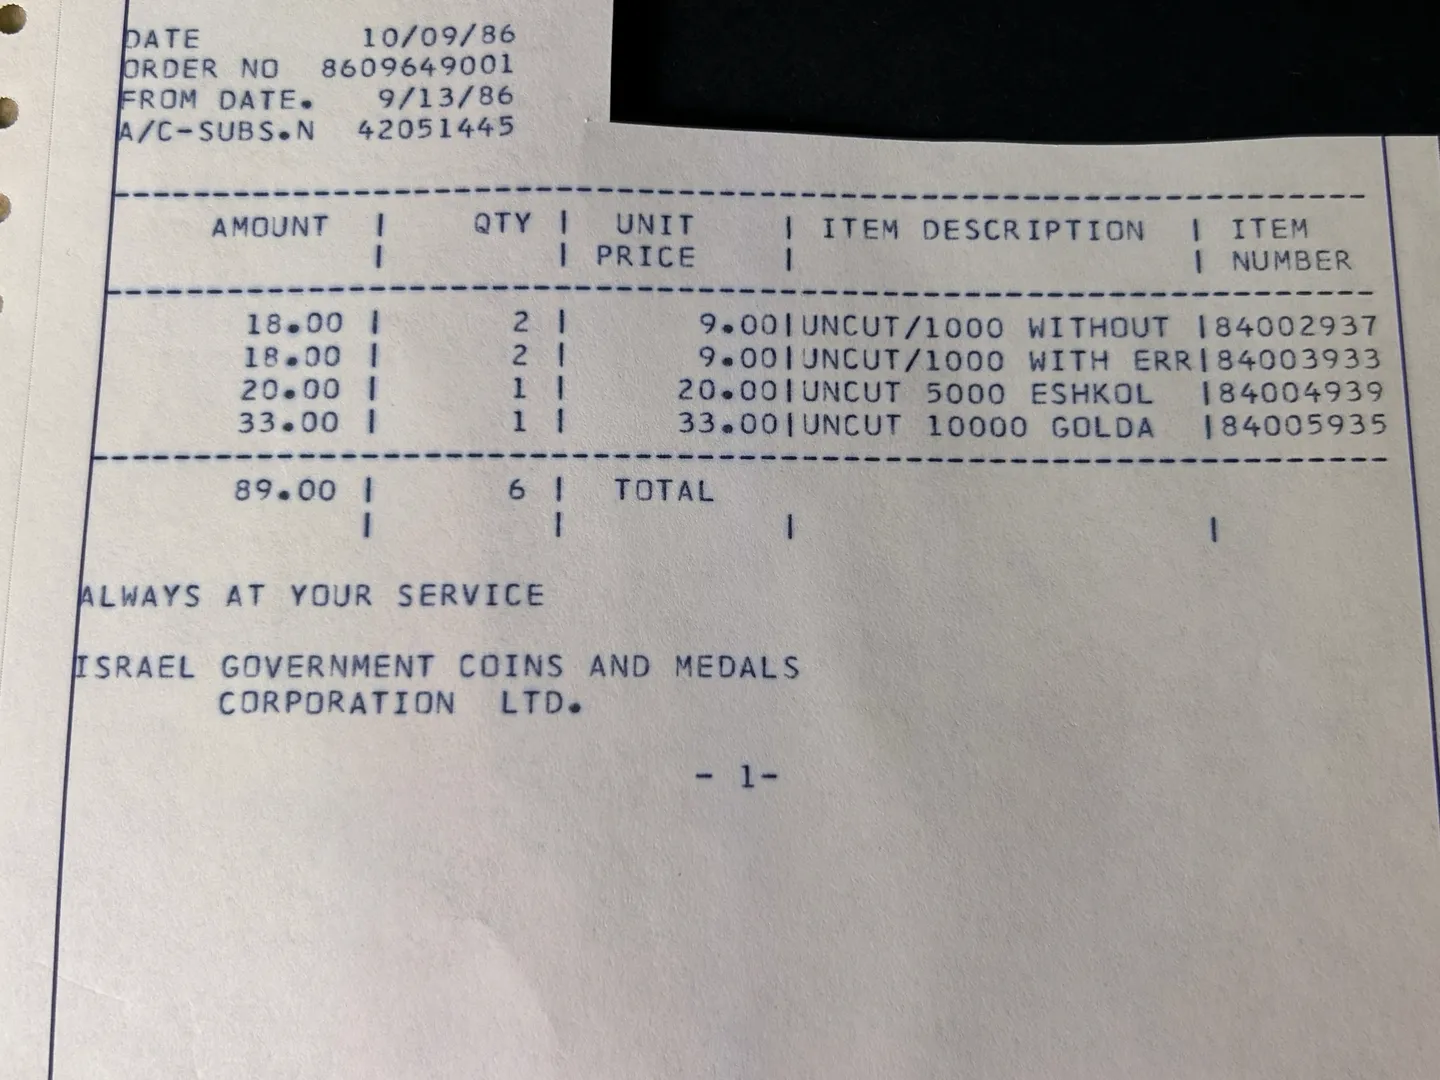 DATE 10/09/86
ORDER NO 8609649001
FROM DATE. 9/13/86
A/C-SUBS.N 42051445
AMOUNT | QTY | UNIT | ITEM DESCRIPTION | ITEM
| | PRICE | | NUMBER
18.00 | 2 | 9.00|UNCUT/1000 WITHOUT |84002937
18.00 | 2 | 9.00|UNCUT/1000 WITH ERR|84003933
20.00 | 1 | 20.00|UNCUT 5000 ESHKOL |84004939
33.00 | 1 | 33.00|UNCUT 10000 GOLDA |84005935
89.00 | 6 | TOTAL
ALWAYS AT YOUR SERVICE
ISRAEL GOVERNMENT COINS AND MEDALS
CORPORATION LTD.
- 1-